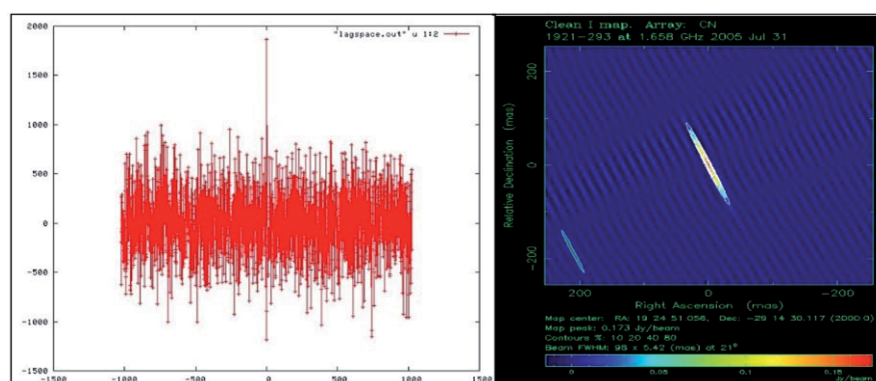 2000
1500
1000
500
0
-500
-1000
-1500
-1500 -1000 -500 0 500 1000 1500
"lagspace.out" u 1:2
Clean I map. Array: CN
1921-293 at 1.658 GHz 2005 Jul 31
Relative Declination (mas)
200
0
-200
200 0 -200
Right Ascension (mas)
Map center: RA: 19 24 51.056, Dec: -29 14 30.117 (2000.0)
Map peak: 0.173 Jy/beam
Contours %: 10 20 40 80
Beam FWHM: 98 x 5.42 (mas) at 21°
0 0.05 0.1 0.15
Jy/beam